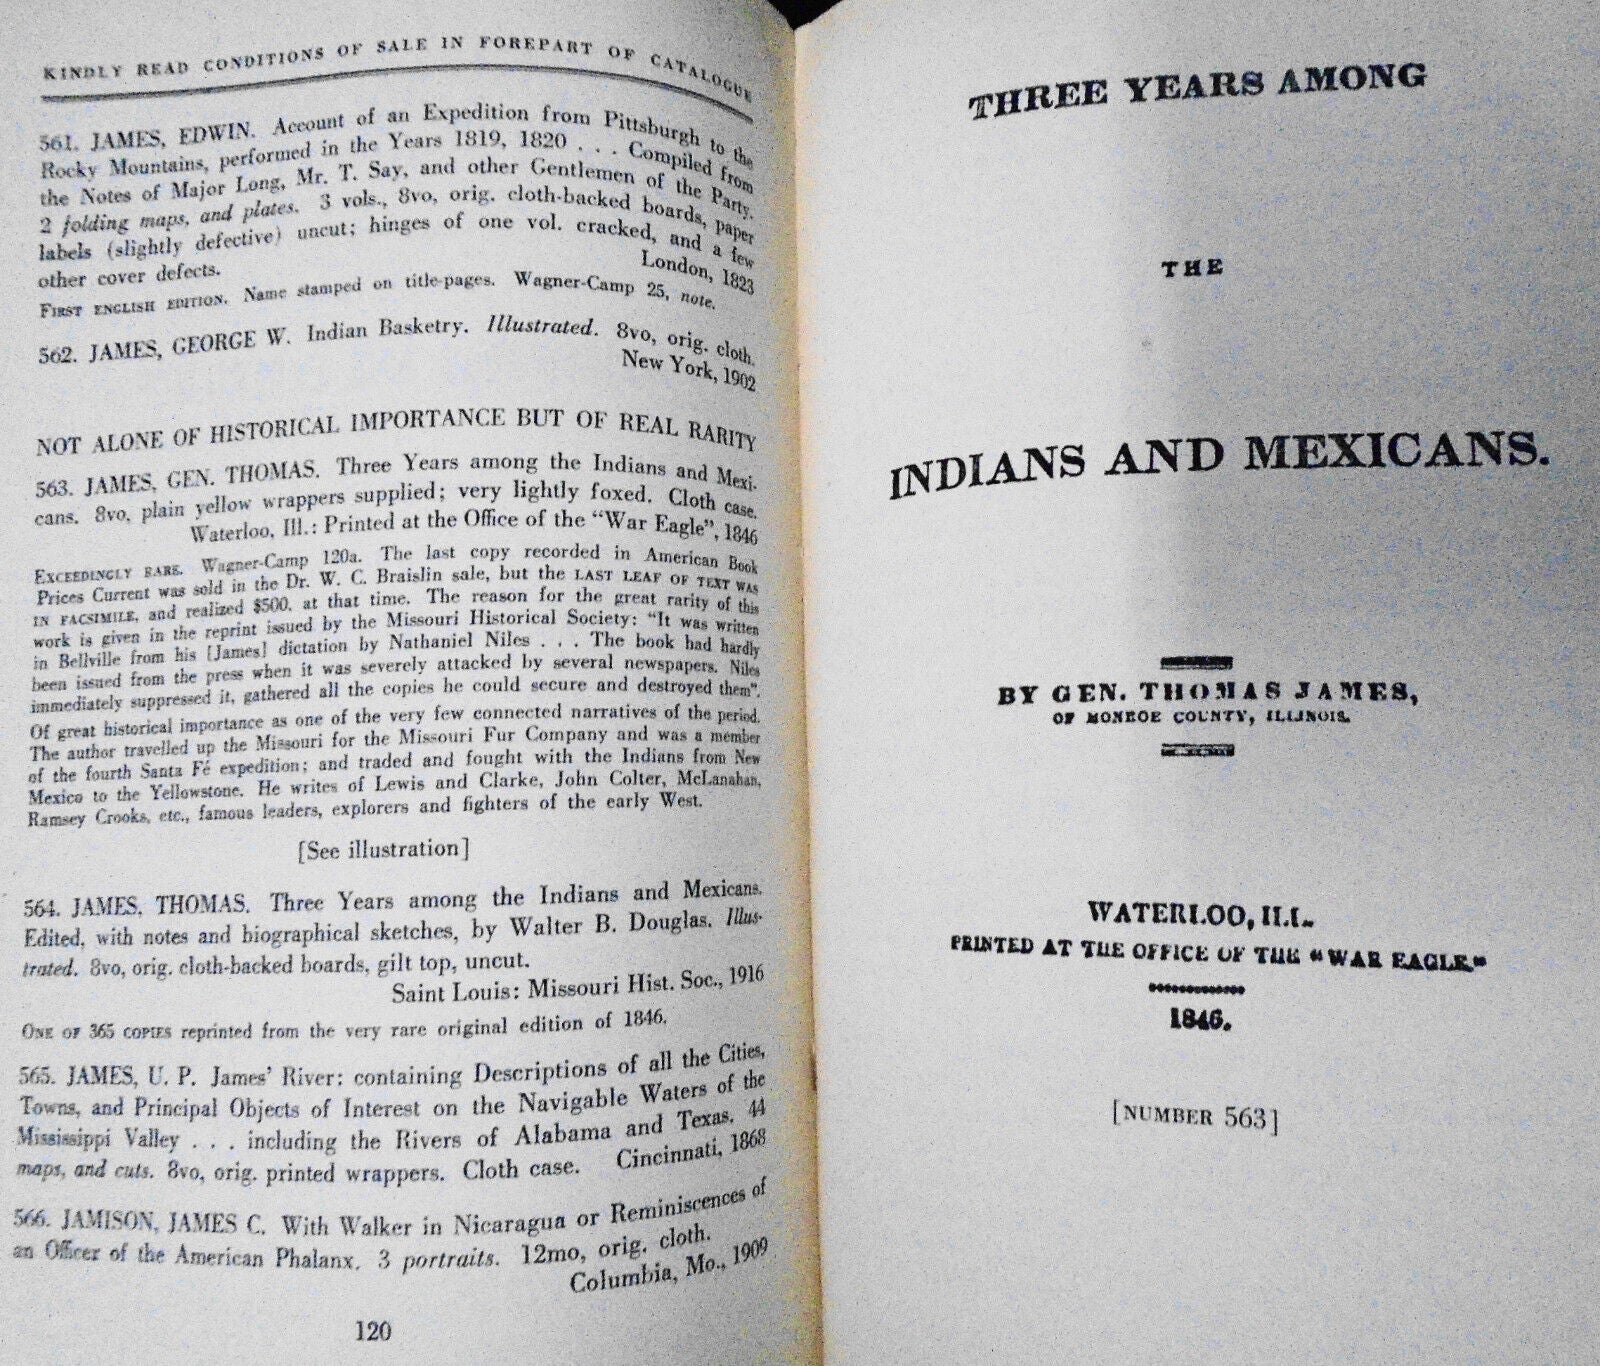 KINDLY READ CONDITIONS OF SALE IN FOREPART OF CATALOGUE
561. JAMES, EDWIN. Account of an Expedition from Pittsburgh to the
Rocky Mountains, performed in the Years 1819, 1820 . . . Compiled from
the Notes of Major Long, Mr. T. Say, and other Gentlemen of the Party.
2 folding maps, and plates. 3 vols., 8vo, orig. cloth-backed boards, paper
labels (slightly defective) uncut; hinges of one vol. cracked, and a few
other cover defects.
London, 1823
FIRST ENGLISH EDITION. Name stamped on title-pages. Wagner-Camp 25, note.
562. JAMES, GEORGE W. Indian Basketry. Illustrated. 8vo, orig. cloth.
New York, 1902
NOT ALONE OF HISTORICAL IMPORTANCE BUT OF REAL RARITY
563. JAMES, GEN. THOMAS. Three Years among the Indians and Mexi-
cans. 8vo, plain yellow wrappers supplied; very lightly foxed. Cloth case.
Waterloo, Ill.: Printed at the Office of the "War Eagle", 1846
EXCEEDINGLY RARE. Wagner-Camp 120a. The last copy recorded in American Book
Prices Current was sold in the Dr. W. C. Braislin sale, but the LAST LEAF OF TEXT WAS
IN FACSIMILE, and realized $500. at that time. The reason for the great rarity of this
work is given in the reprint issued by the Missouri Historical Society: "It was written
in Bellville from his [James] dictation by Nathaniel Niles . . . The book had hardly
been issued from the press when it was severely attacked by several newspapers. Niles
immediately suppressed it, gathered all the copies he could secure and destroyed them".
Of great historical importance as one of the very few connected narratives of the period.
The author travelled up the Missouri for the Missouri Fur Company and was a member
of the fourth Santa Fé expedition; and traded and fought with the Indians from New
Mexico to the Yellowstone. He writes of Lewis and Clarke, John Colter, McLanahan,
Ramsey Crooks, etc., famous leaders, explorers and fighters of the early West.
[See illustration]
564. JAMES, THOMAS. Three Years among the Indians and Mexicans.
Edited, with notes and biographical sketches, by Walter B. Douglas. Illus-
trated. 8vo, orig. cloth-backed boards, gilt top, uncut.
Saint Louis: Missouri Hist. Soc., 1916
ONE OF 365 COPIES reprinted from the very rare original edition of 1846.
565. JAMES, U. P. James' River: containing Descriptions of all the Cities,
Towns, and Principal Objects of Interest on the Navigable Waters of the
Mississippi Valley . . . including the Rivers of Alabama and Texas. 44
maps, and cuts. 8vo, orig. printed wrappers. Cloth case. Cincinnati, 1868
566. JAMISON, JAMES C. With Walker in Nicaragua or Reminiscences of
an Officer of the American Phalanx. 3 portraits. 12mo, orig. cloth.
Columbia, Mo., 1909
120
THREE YEARS AMONG
THE
INDIANS AND MEXICANS.
BY GEN. THOMAS JAMES,
OF MONROE COUNTY, ILLINOIS.
WATERLOO, ILL.
PRINTED AT THE OFFICE OF THE "WAR EAGLE."
1846.
[NUMBER 563]